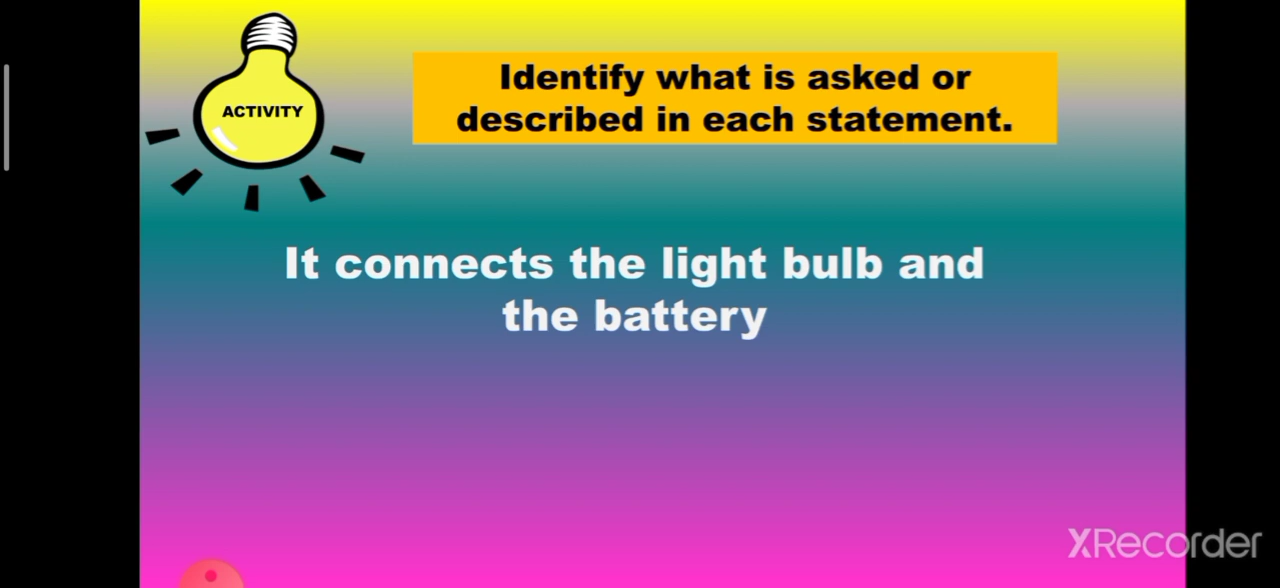 ACTIVITY
Identify what is asked or
described in each statement.
It connects the light bulb and
the battery
XRecorder